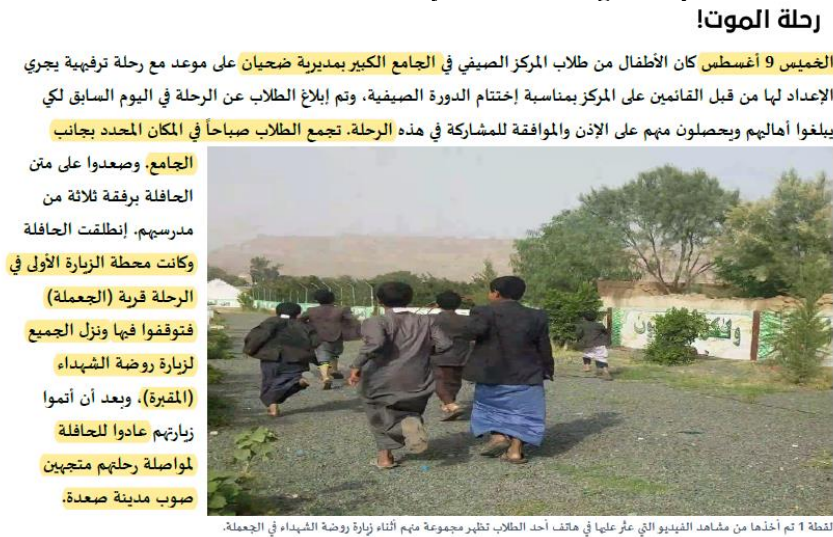 رحلة الموت!
الخميس 9 أغسطس كان الأطفال من طلاب المركز الصيفي في الجامع الكبير بمديرية ضحيان على موعد مع رحلة ترفيهية يجري
الإعداد لها من قبل القائمين على المركز بمناسبة إختتام الدورة الصيفية، وتم إبلاغ الطلاب عن الرحلة في اليوم السابق لكي
يبلغوا أهاليهم ويحصلون منهم على الإذن والموافقة للمشاركة في هذه الرحلة. تجمع الطلاب صباحاً في المكان المحدد بجانب
الجامع. وصعدوا على متن
الحافلة برفقة ثلاثة من
مدرسيهم. إنطلقت الحافلة
وكانت محطة الزيارة الأولى في
الرحلة قرية (الجعملة)
فتوقفوا فيها ونزل الجميع
لزيارة روضة الشهداء
(المقبرة)، وبعد أن أتموا
زيارتهم عادوا للحافلة
لمواصلة رحلتهم متجهين
صوب مدينة صعدة.
لقطة 1 تم أخذها من مشاهد الفيديو التي عثر عليها في هاتف أحد الطلاب تظهر مجموعة منهم أثناء زيارة روضة الشهداء في الجعملة.